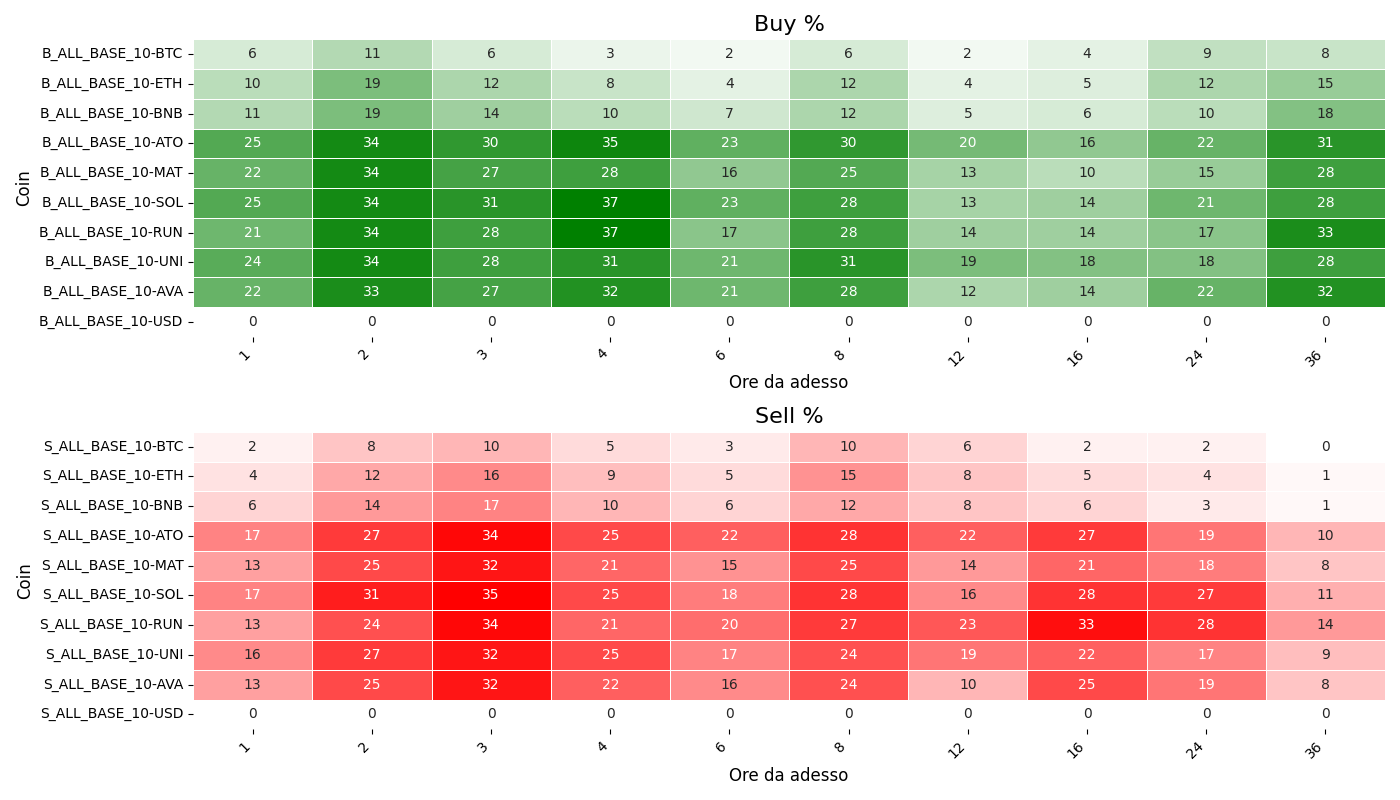 Buy %
Coin
B_ALL_BASE_10-BTC 6 11 6 3 2 6 2 4 9 8
B_ALL_BASE_10-ETH 10 19 12 8 4 12 4 5 12 15
B_ALL_BASE_10-BNB 11 19 14 10 7 12 5 6 10 18
B_ALL_BASE_10-ATO 25 34 30 35 23 30 20 16 22 31
B_ALL_BASE_10-MAT 22 34 27 28 16 25 13 10 15 28
B_ALL_BASE_10-SOL 25 34 31 37 23 28 13 14 21 28
B_ALL_BASE_10-RUN 21 34 28 37 17 28 14 14 17 33
B_ALL_BASE_10-UNI 24 34 28 31 21 31 19 18 18 28
B_ALL_BASE_10-AVA 22 33 27 32 21 28 12 14 22 32
B_ALL_BASE_10-USD 0 0 0 0 0 0 0 0 0 0
1 2 3 4 6 8 12 16 24 36
Ore da adesso
Sell %
Coin
S_ALL_BASE_10-BTC 2 8 10 5 3 10 6 2 2 0
S_ALL_BASE_10-ETH 4 12 16 9 5 15 8 5 4 1
S_ALL_BASE_10-BNB 6 14 17 10 6 12 8 6 3 1
S_ALL_BASE_10-ATO 17 27 34 25 22 28 22 27 19 10
S_ALL_BASE_10-MAT 13 25 32 21 15 25 14 21 18 8
S_ALL_BASE_10-SOL 17 31 35 25 18 28 16 28 27 11
S_ALL_BASE_10-RUN 13 24 34 21 20 27 23 33 28 14
S_ALL_BASE_10-UNI 16 27 32 25 17 24 19 22 17 9
S_ALL_BASE_10-AVA 13 25 32 22 16 24 10 25 19 8
S_ALL_BASE_10-USD 0 0 0 0 0 0 0 0 0 0
1 2 3 4 6 8 12 16 24 36
Ore da adesso